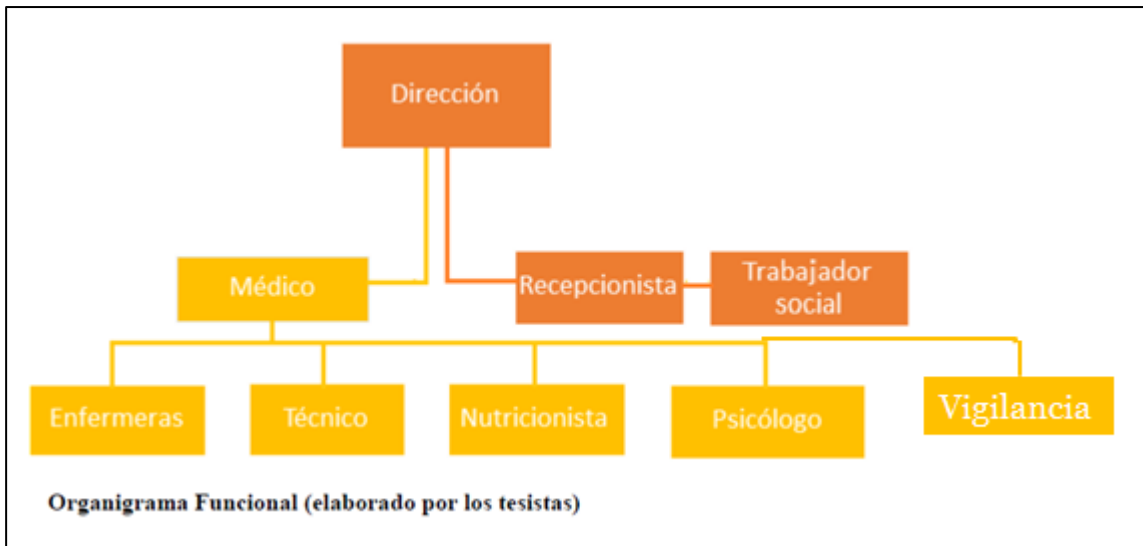 Dirección
Médico
Recepcionista
Trabajador
social
Enfermeras
Técnico
Nutricionista
Psicólogo
Vigilancia
Organigrama Funcional (elaborado por los tesistas)